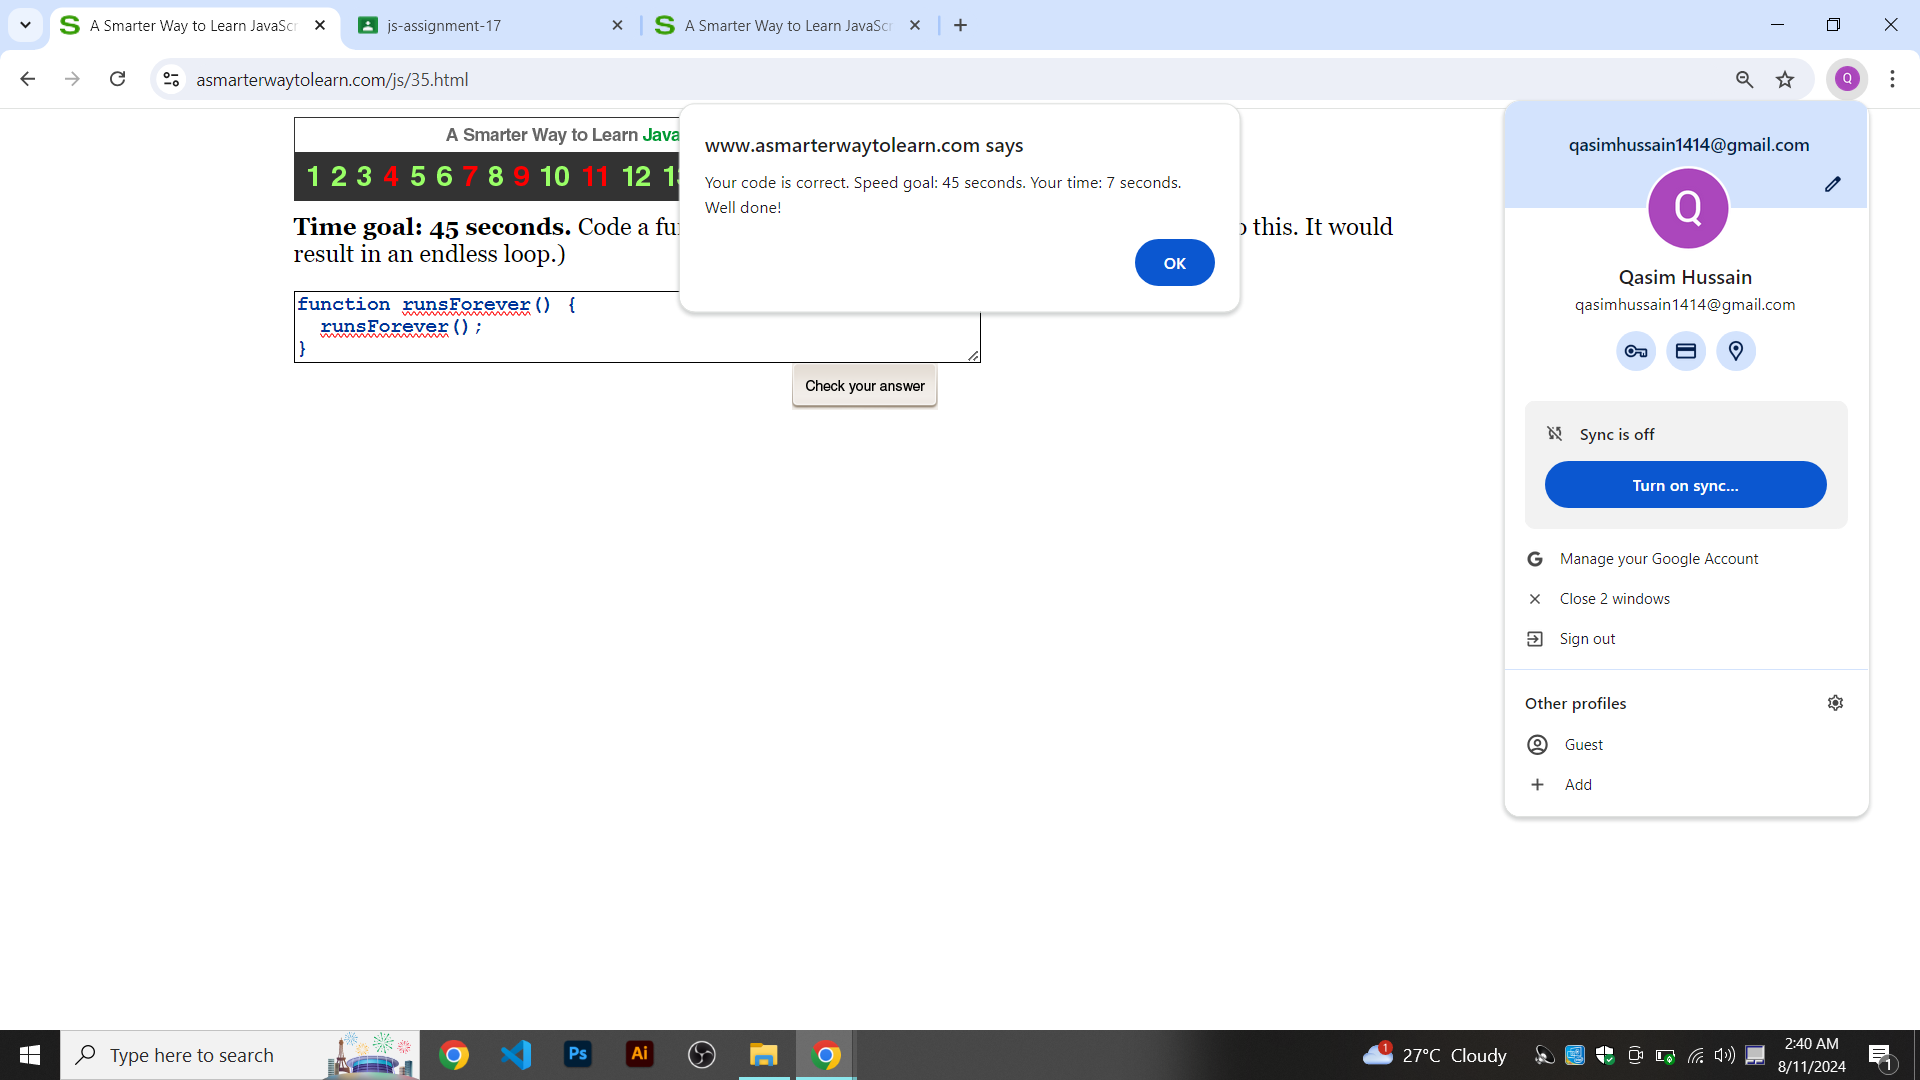 A Smarter Way to Learn JavaScr
js-assignment-17
A Smarter Way to Learn JavaScr
asmarterwaytolearn.com/js/35.html
Q
A Smarter Way to Learn Java
1 2 3 4 5 6 7 8 9 10 11 12 13
Time goal: 45 seconds. Code a fu
this. It would
result in an endless loop.)
www.asmarterwaytolearn.com says
Your code is correct. Speed goal: 45 seconds. Your time: 7 seconds.
Well done!
OK
function runsForever() {
runsForever();
}
Check your answer
qasimhussain1414@gmail.com
Q
Qasim Hussain
qasimhussain1414@gmail.com
Sync is off
Turn on sync...
Manage your Google Account
Close 2 windows
Sign out
Other profiles
Guest
Add
Type here to search
Ps
Ai
1
27°C Cloudy
2:40 AM
8/11/2024
1